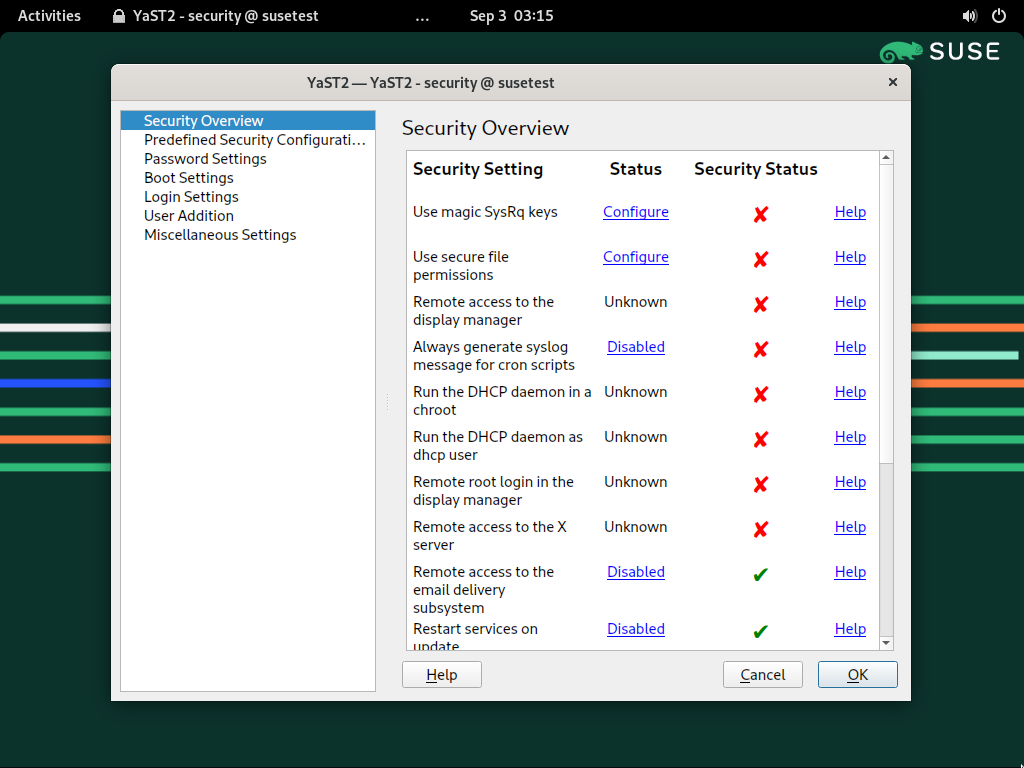 Activities YaST2 - security @ susetest ... Sep 3 03:15
SUSE
YaST2 — YaST2 - security @ susetest
Security Overview
Predefined Security Configurati...
Password Settings
Boot Settings
Login Settings
User Addition
Miscellaneous Settings
Security Overview
Security Setting Status Security Status
Use magic SysRq keys Configure Help
Use secure file Configure Help
permissions
Remote access to the Unknown Help
display manager
Always generate syslog Disabled Help
message for cron scripts
Run the DHCP daemon in a Unknown Help
chroot
Run the DHCP daemon as Unknown Help
dhcp user
Remote root login in the Unknown Help
display manager
Remote access to the X Unknown Help
server
Remote access to the Disabled Help
email delivery
subsystem
Restart services on Disabled Help
update
Help Cancel OK